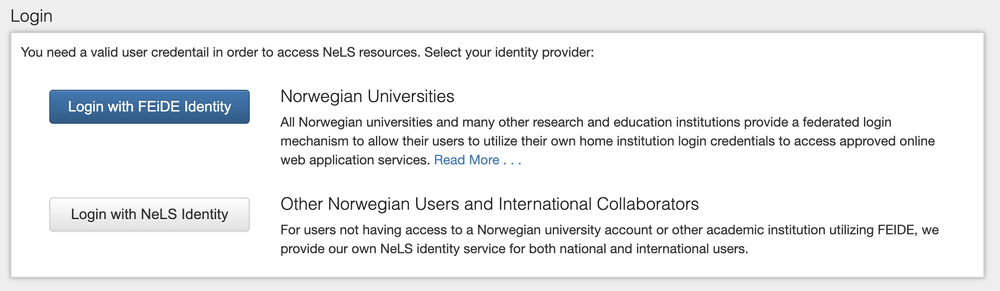 Login
You need a valid user credentail in order to access NeLS resources. Select your identity provider:
Login with FEiDE Identity
Norwegian Universities
All Norwegian universities and many other research and education institutions provide a federated login
mechanism to allow their users to utilize their own home institution login credentials to access approved online
web application services. Read More . . .
Login with NeLS Identity
Other Norwegian Users and International Collaborators
For users not having access to a Norwegian university account or other academic institution utilizing FEIDE, we
provide our own NeLS identity service for both national and international users.